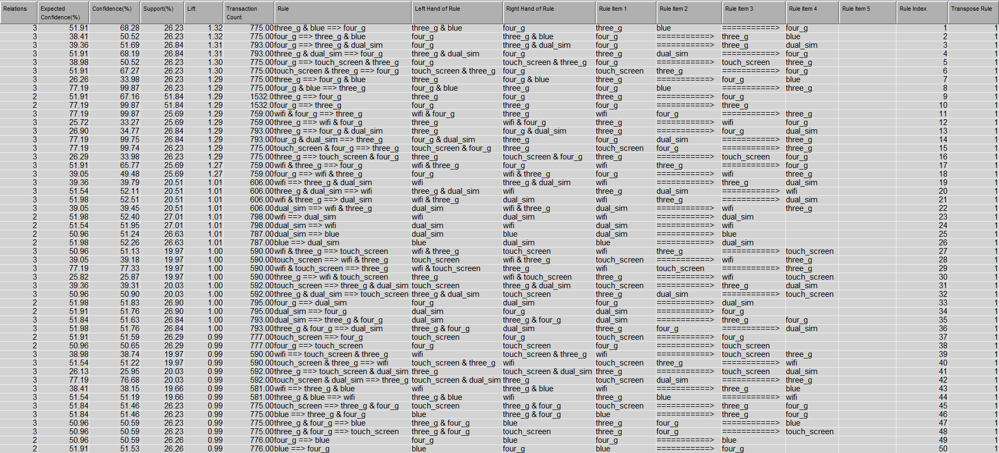 Relations Expected Confidence(%) Confidence(%) Support(%) Lift Transaction Count Rule Left Hand of Rule Right Hand of Rule Rule Item 1 Rule Item 2 Rule Item 3 Rule Item 4 Rule Item 5 Rule Index Transpose Rule
3 51.91 68.28 26.23 1.32 775.00 three_g & blue ==> four_g three_g & blue four_g three_g blue ===========> four_g 1 1
3 38.41 50.52 26.23 1.32 775.00 four_g ==> three_g & blue four_g three_g & blue four_g ===========> three_g blue 2 1
3 39.36 51.69 26.84 1.31 793.00 four_g ==> three_g & dual_sim four_g three_g & dual_sim four_g ===========> three_g dual_sim 3 1
3 51.91 68.19 26.84 1.31 793.00 three_g & dual_sim ==> four_g three_g & dual_sim four_g three_g dual_sim ===========> four_g 4 1
3 38.98 50.52 26.23 1.30 775.00 four_g ==> touch_screen & three_g four_g touch_screen & three_g four_g ===========> touch_screen three_g 5 1
3 51.91 67.27 26.23 1.30 775.00 touch_screen & three_g ==> four_g touch_screen & three_g four_g touch_screen three_g ===========> four_g 6 1
3 26.26 33.98 26.23 1.29 775.00 three_g ==> four_g & blue three_g four_g & blue three_g ===========> four_g blue 7 1
3 77.19 99.87 26.23 1.29 775.00 four_g & blue ==> three_g four_g & blue three_g four_g blue ===========> three_g 8 1
2 51.91 67.16 51.84 1.29 1532.0 three_g ==> four_g three_g four_g three_g ===========> four_g 9 1
2 77.19 99.87 51.84 1.29 1532.0 four_g ==> three_g four_g three_g four_g ===========> three_g 10 1
3 77.19 99.87 25.69 1.29 759.00 wifi & four_g ==> three_g wifi & four_g three_g wifi four_g ===========> three_g 11 1
3 25.72 33.27 25.69 1.29 759.00 three_g ==> wifi & four_g three_g wifi & four_g three_g ===========> wifi four_g 12 1
3 26.90 34.77 26.84 1.29 793.00 three_g ==> four_g & dual_sim three_g four_g & dual_sim three_g ===========> four_g dual_sim 13 1
3 77.19 99.75 26.84 1.29 793.00 four_g & dual_sim ==> three_g four_g & dual_sim three_g four_g dual_sim ===========> three_g 14 1
3 77.19 99.74 26.23 1.29 775.00 touch_screen & four_g ==> three_g touch_screen & four_g three_g touch_screen four_g ===========> three_g 15 1
3 26.29 33.98 26.23 1.29 775.00 three_g ==> touch_screen & four_g three_g touch_screen & four_g three_g ===========> touch_screen four_g 16 1
3 51.91 65.77 25.69 1.27 759.00 wifi & three_g ==> four_g wifi & three_g four_g wifi three_g ===========> four_g 17 1
3 39.05 49.48 25.69 1.27 759.00 four_g ==> wifi & three_g four_g wifi & three_g four_g ===========> wifi three_g 18 1
3 39.36 39.79 20.51 1.01 606.00 wifi ==> three_g & dual_sim wifi three_g & dual_sim wifi ===========> three_g dual_sim 19 1
3 51.54 52.11 20.51 1.01 606.00 three_g & dual_sim ==> wifi three_g & dual_sim wifi three_g dual_sim ===========> wifi 20 1
3 51.98 52.51 20.51 1.01 606.00 wifi & three_g ==> dual_sim wifi & three_g dual_sim wifi three_g ===========> dual_sim 21 1
3 39.05 39.45 20.51 1.01 606.00 dual_sim ==> wifi & three_g dual_sim wifi & three_g dual_sim ===========> wifi three_g 22 1
2 51.98 52.40 27.01 1.01 798.00 wifi ==> dual_sim wifi dual_sim wifi ===========> dual_sim 23 1
2 51.54 51.95 27.01 1.01 798.00 dual_sim ==> wifi dual_sim wifi dual_sim ===========> wifi 24 1
2 50.96 51.24 26.63 1.01 787.00 dual_sim ==> blue dual_sim blue dual_sim ===========> blue 25 1
2 51.98 52.26 26.63 1.01 787.00 blue ==> dual_sim blue dual_sim blue ===========> dual_sim 26 1
3 50.96 51.13 19.97 1.00 590.00 wifi & three_g ==> touch_screen wifi & three_g touch_screen wifi three_g ===========> touch_screen 27 1
3 39.05 39.18 19.97 1.00 590.00 touch_screen ==> wifi & three_g touch_screen wifi & three_g touch_screen ===========> wifi three_g 28 1
3 77.19 77.33 19.97 1.00 590.00 wifi & touch_screen ==> three_g wifi & touch_screen three_g wifi touch_screen ===========> three_g 29 1
3 25.82 25.87 19.97 1.00 590.00 three_g ==> wifi & touch_screen three_g wifi & touch_screen three_g ===========> wifi touch_screen 30 1
3 39.36 39.31 20.03 1.00 592.00 touch_screen ==> three_g & dual_sim touch_screen three_g & dual_sim touch_screen ===========> three_g dual_sim 31 1
3 50.96 50.90 20.03 1.00 592.00 three_g & dual_sim ==> touch_screen three_g & dual_sim touch_screen three_g dual_sim ===========> touch_screen 32 1
2 51.98 51.83 26.90 1.00 795.00 four_g ==> dual_sim four_g dual_sim four_g ===========> dual_sim 33 1
2 51.91 51.76 26.90 1.00 795.00 dual_sim ==> four_g dual_sim four_g dual_sim ===========> four_g 34 1
3 51.84 51.63 26.84 1.00 793.00 dual_sim ==> three_g & four_g dual_sim three_g & four_g dual_sim ===========> three_g four_g 35 1
3 51.98 51.76 26.84 1.00 793.00 three_g & four_g ==> dual_sim three_g & four_g dual_sim three_g four_g ===========> dual_sim 36 1
2 51.91 51.59 26.29 0.99 777.00 touch_screen ==> four_g touch_screen four_g touch_screen ===========> four_g 37 1
2 50.96 50.65 26.29 0.99 777.00 four_g ==> touch_screen four_g touch_screen four_g ===========> touch_screen 38 1
3 38.98 38.74 19.97 0.99 590.00 wifi ==> touch_screen & three_g wifi touch_screen & three_g wifi ===========> touch_screen three_g 39 1
3 51.54 51.22 19.97 0.99 590.00 touch_screen & three_g ==> wifi touch_screen & three_g wifi touch_screen three_g ===========> wifi 40 1
3 26.13 25.95 20.03 0.99 592.00 three_g ==> touch_screen & dual_sim three_g touch_screen & dual_sim three_g ===========> touch_screen dual_sim 41 1
3 77.19 76.68 20.03 0.99 592.00 touch_screen & dual_sim ==> three_g touch_screen & dual_sim three_g touch_screen dual_sim ===========> three_g 42 1
3 38.41 38.15 19.66 0.99 581.00 wifi ==> three_g & blue wifi three_g & blue wifi ===========> three_g blue 43 1
3 51.54 51.19 19.66 0.99 581.00 three_g & blue ==> wifi three_g & blue wifi three_g blue ===========> wifi 44 1
3 51.84 51.46 26.23 0.99 775.00 touch_screen ==> three_g & four_g touch_screen three_g & four_g touch_screen ===========> three_g four_g 45 1
3 51.84 51.46 26.23 0.99 775.00 blue ==> three_g & four_g blue three_g & four_g blue ===========> three_g four_g 46 1
3 50.96 50.59 26.23 0.99 775.00 three_g & four_g ==> blue three_g & four_g blue three_g four_g ===========> blue 47 1
3 50.96 50.59 26.23 0.99 775.00 three_g & four_g ==> touch_screen three_g & four_g touch_screen three_g four_g ===========> touch_screen 48 1
2 50.96 50.59 26.26 0.99 776.00 four_g ==> blue four_g blue four_g ===========> blue 49 1
2 51.91 51.53 26.26 0.99 776.00 blue ==> four_g blue four_g blue ===========> four_g 50 1